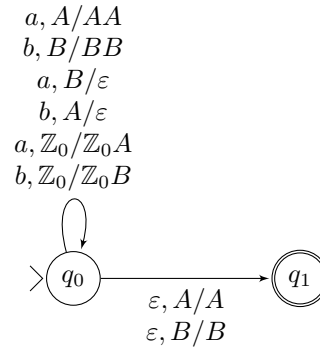 a, A/AA
b, B/BB
a, B/ε
b, A/ε
a, ℤ₀/ℤ₀A
b, ℤ₀/ℤ₀B
q₀
q₁
ε, A/A
ε, B/B